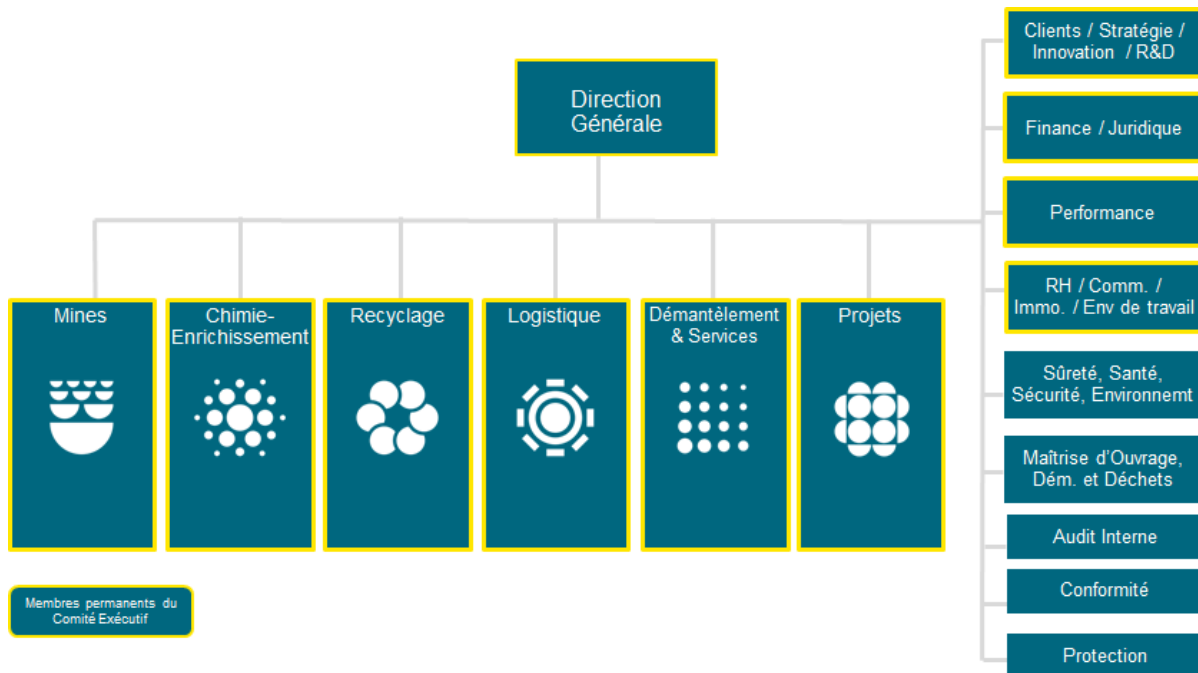 Direction
Générale
Clients / Stratégie /
Innovation / R&D
Finance / Juridique
Performance
RH / Comm. /
Immo. / Env de travail
Sûreté, Santé,
Sécurité, Environnemt
Maîtrise d'Ouvrage,
Dém. et Déchets
Audit Interne
Conformité
Protection
Mines
Chimie-
Enrichissement
Recyclage
Logistique
Démantèlement
& Services
Projets
Membres permanents du
Comité Exécutif